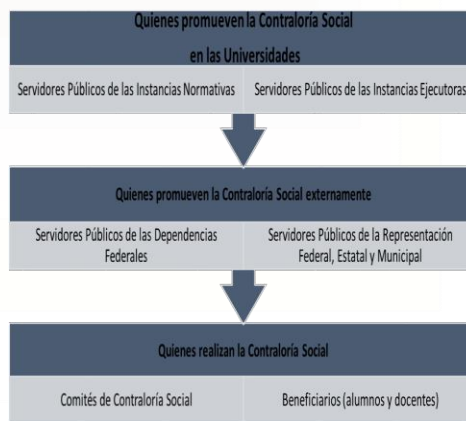 Quienes promueven la Contraloría Social
en las Universidades
Servidores Públicos de las Instancias Normativas
Servidores Públicos de las Instancias Ejecutoras
Quienes promueven la Contraloría Social externamente
Servidores Públicos de las Dependencias
Federales
Servidores Públicos de la Representación
Federal, Estatal y Municipal
Quienes realizan la Contraloría Social
Comités de Contraloría Social
Beneficiarios (alumnos y docentes)